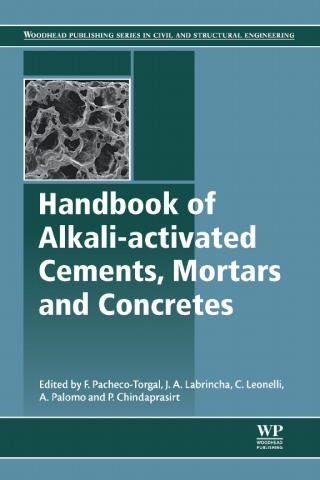 WOODHEAD PUBLISHING SERIES IN CIVIL AND STRUCTURAL ENGINEERING
Handbook of
Alkali-activated
Cements, Mortars
and Concretes
Edited by F. Pacheco-Torgal, J. A. Labrincha, C. Leonelli,
A. Palomo and P. Chindaprasirt
WP
WOODHEAD
PUBLISHING